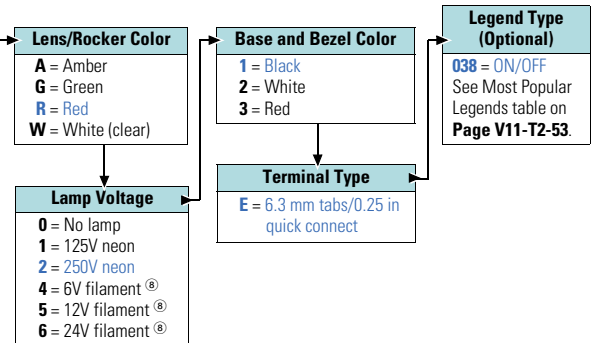 Lens/Rocker Color
A = Amber
G = Green
R = Red
W = White (clear)
Lamp Voltage
0 = No lamp
1 = 125V neon
2 = 250V neon
4 = 6V filament ⑧
5 = 12V filament ⑧
6 = 24V filament ⑧
Base and Bezel Color
1 = Black
2 = White
3 = Red
Terminal Type
E = 6.3 mm tabs/0.25 in
quick connect
Legend Type
(Optional)
038 = ON/OFF
See Most Popular
Legends table on
Page V11-T2-53.